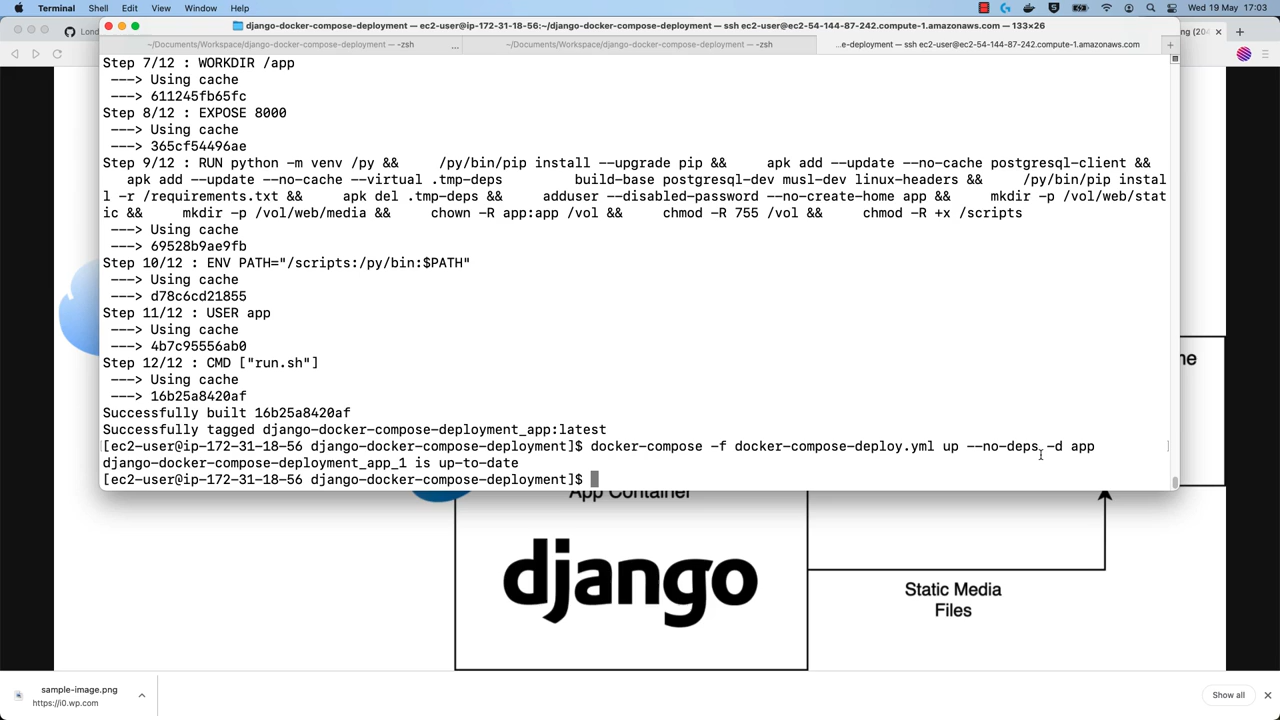 Terminal Shell Edit View Window Help Wed 19 May 17:03
django-docker-compose-deployment — ec2-user@ip-172-31-18-56:~/django-docker-compose-deployment — ssh ec2-user@ec2-54-144-87-242.compute-1.amazonaws.com — 133×26
~/Documents/Workspace/django-docker-compose-deployment — -zsh ... ~/Documents/Workspace/django-docker-compose-deployment — -zsh ...e-deployment — ssh ec2-user@ec2-54-144-87-242.compute-1.amazonaws.com +
Step 7/12 : WORKDIR /app
---> Using cache
---> 611245fb65fc
Step 8/12 : EXPOSE 8000
---> Using cache
---> 365cf54496ae
Step 9/12 : RUN python -m venv /py && /py/bin/pip install --upgrade pip && apk add --update --no-cache postgresql-client &&
apk add --update --no-cache --virtual .tmp-deps build-base postgresql-dev musl-dev linux-headers && /py/bin/pip instal
l -r /requirements.txt && apk del .tmp-deps && adduser --disabled-password --no-create-home app && mkdir -p /vol/web/stat
ic && mkdir -p /vol/web/media && chown -R app:app /vol && chmod -R 755 /vol && chmod -R +x /scripts
---> Using cache
---> 69528b9ae9fb
Step 10/12 : ENV PATH="/scripts:/py/bin:$PATH"
---> Using cache
---> d78c6cd21855
Step 11/12 : USER app
---> Using cache
---> 4b7c95556ab0
Step 12/12 : CMD ["run.sh"]
---> Using cache
---> 16b25a8420af
Successfully built 16b25a8420af
Successfully tagged django-docker-compose-deployment_app:latest
[ec2-user@ip-172-31-18-56 django-docker-compose-deployment]$ docker-compose -f docker-compose-deploy.yml up --no-deps -d app
django-docker-compose-deployment_app_1 is up-to-date
[ec2-user@ip-172-31-18-56 django-docker-compose-deployment]$
App Container
django
Static Media
Files
sample-image.png
https://i0.wp.com
Show all